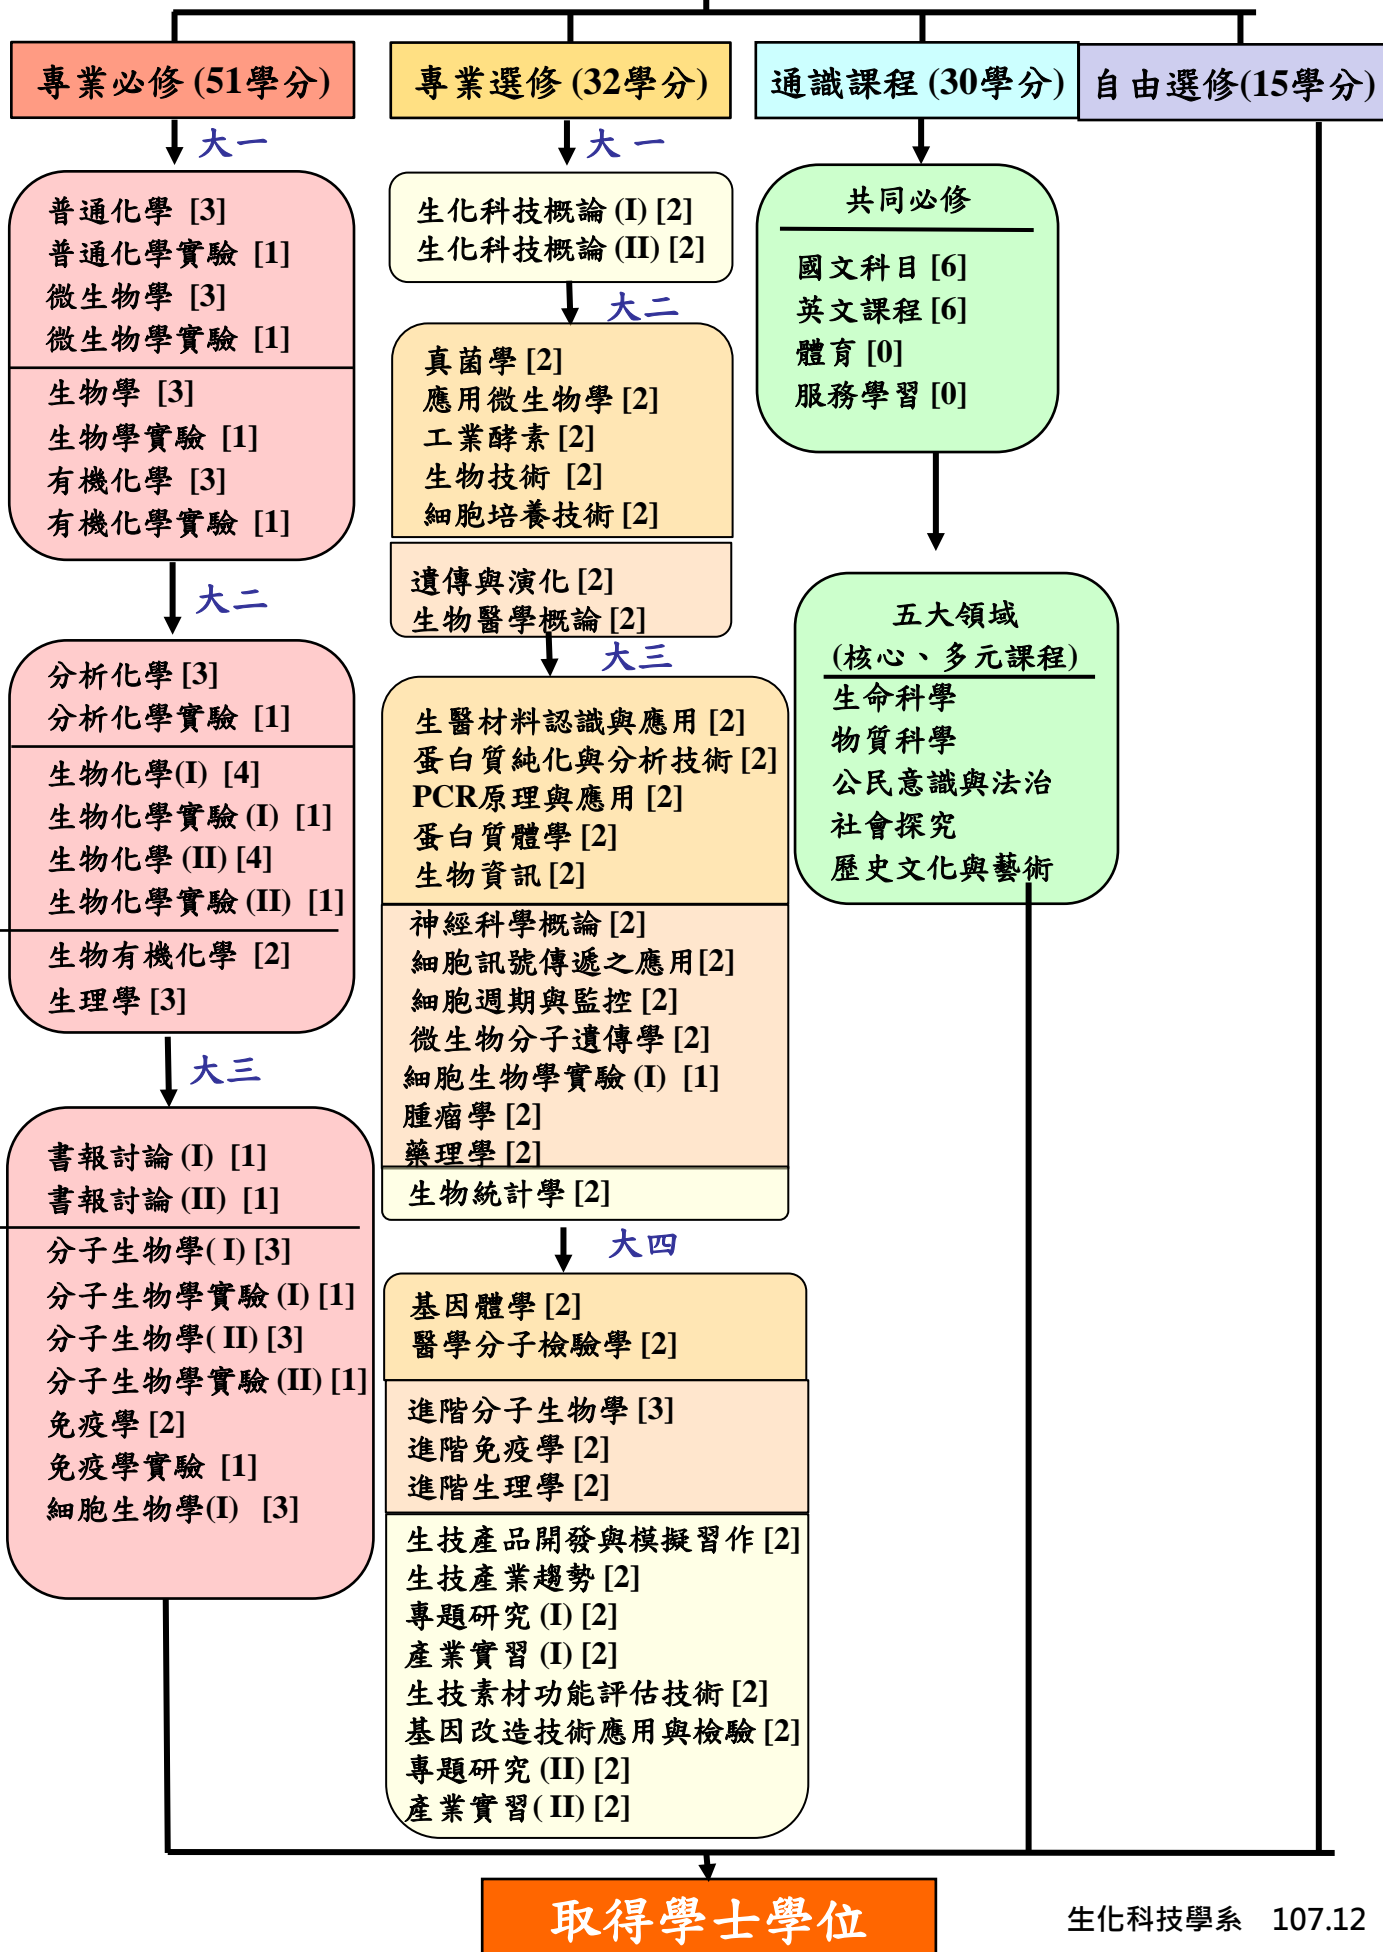 專業必修 (51學分)
大一
普通化學 [3]
普通化學實驗 [1]
微生物學 [3]
微生物學實驗 [1]
生物學 [3]
生物學實驗 [1]
有機化學 [3]
有機化學實驗 [1]
大二
分析化學 [3]
分析化學實驗 [1]
生物化學(I) [4]
生物化學實驗 (I) [1]
生物化學 (II) [4]
生物化學實驗 (II) [1]
生物有機化學 [2]
生理學 [3]
大三
書報討論 (I) [1]
書報討論 (II) [1]
分子生物學( I) [3]
分子生物學實驗 (I) [1]
分子生物學( II) [3]
分子生物學實驗 (II) [1]
免疫學 [2]
免疫學實驗 [1]
細胞生物學(I) [3]
專業選修 (32學分)
大 一
生化科技概論 (I) [2]
生化科技概論 (II) [2]
大二
真菌學 [2]
應用微生物學 [2]
工業酵素 [2]
生物技術 [2]
細胞培養技術 [2]
遺傳與演化 [2]
生物醫學概論 [2]
大三
生醫材料認識與應用 [2]
蛋白質純化與分析技術 [2]
PCR原理與應用 [2]
蛋白質體學 [2]
生物資訊 [2]
神經科學概論 [2]
細胞訊號傳遞之應用[2]
細胞週期與監控 [2]
微生物分子遺傳學 [2]
細胞生物學實驗 (I) [1]
腫瘤學 [2]
藥理學 [2]
生物統計學 [2]
大四
基因體學 [2]
醫學分子檢驗學 [2]
進階分子生物學 [3]
進階免疫學 [2]
進階生理學 [2]
生技產品開發與模擬習作 [2]
生技產業趨勢 [2]
專題研究 (I) [2]
產業實習 (I) [2]
生技素材功能評估技術 [2]
基因改造技術應用與檢驗 [2]
專題研究 (II) [2]
產業實習( II) [2]
通識課程 (30學分)
共同必修
國文科目 [6]
英文課程 [6]
體育 [0]
服務學習 [0]
五大領域
(核心、多元課程)
生命科學
物質科學
公民意識與法治
社會探究
歷史文化與藝術
自由選修(15學分)
取得學士學位
生化科技學系 107.12